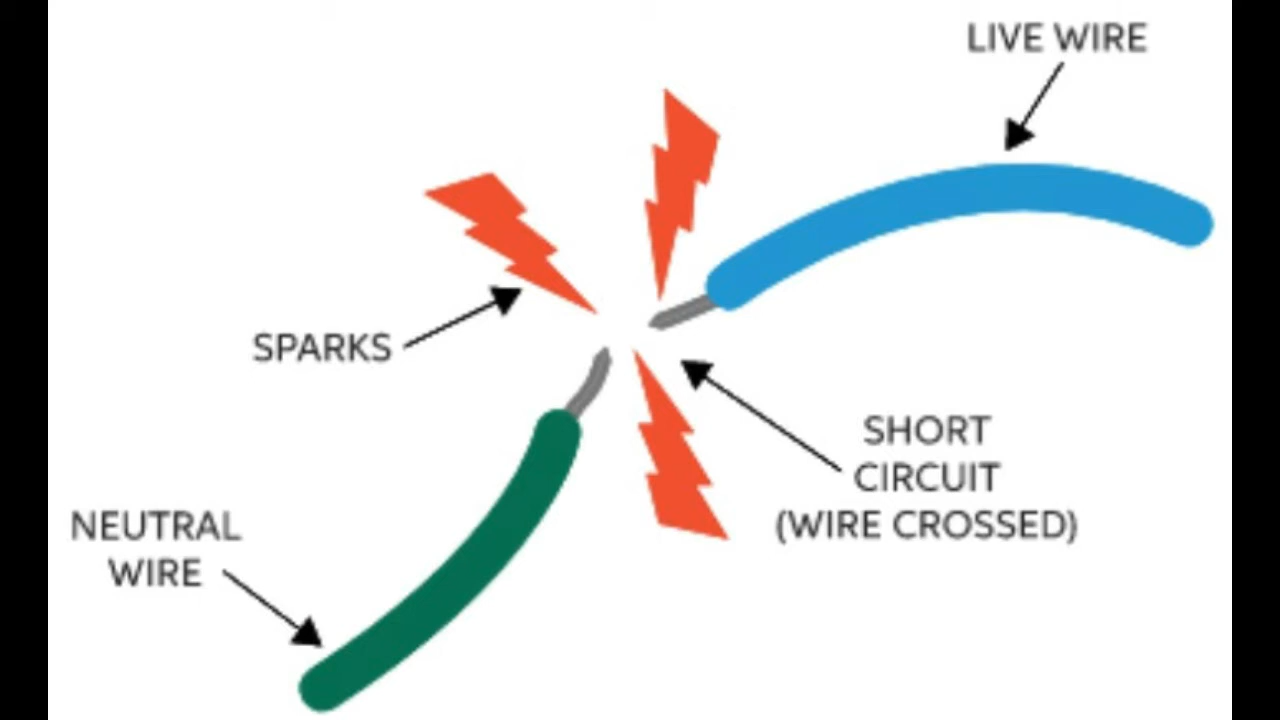 LIVE WIRE
SPARKS
SHORT
CIRCUIT
(WIRE CROSSED)
NEUTRAL
WIRE